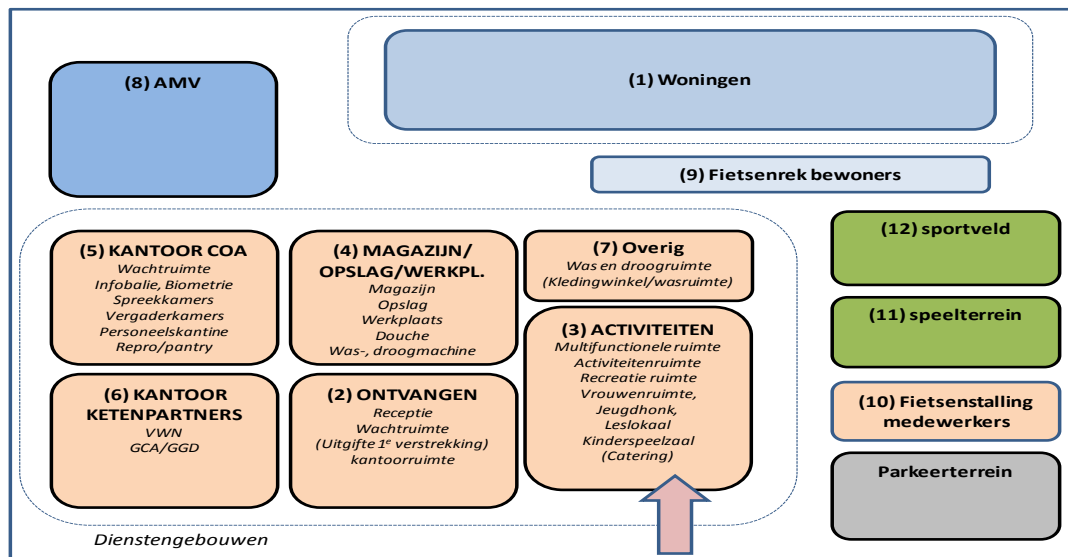 (8) AMV
(1) Woningen
(9) Fietsenrek bewoners
(5) KANTOOR COA
Wachtruimte
Infobalie, Biometrie
Spreekkamers
Vergaderkamers
Personeelskantine
Repro/pantry
(4) MAGAZIJN/
OPSLAG/WERKPL.
Magazijn
Opslag
Werkplaats
Douche
Was-, droogmachine
(7) Overig
Was en droogruimte
(Kledingwinkel/wasruimte)
(12) sportveld
(11) speelterrein
(3) ACTIVITEITEN
Multifunctionele ruimte
Activiteitenruimte
Recreatie ruimte
Vrouwenruimte,
Jeugdhonk,
Leslokaal
Kinderspeelzaal
(Catering)
(6) KANTOOR
KETENPARTNERS
VWN
GCA/GGD
(2) ONTVANGEN
Receptie
Wachtruimte
(Uitgifte 1e verstrekking)
kantoorruimte
(10) Fietsenstalling
medewerkers
Parkeerterrein
Dienstengebouwen